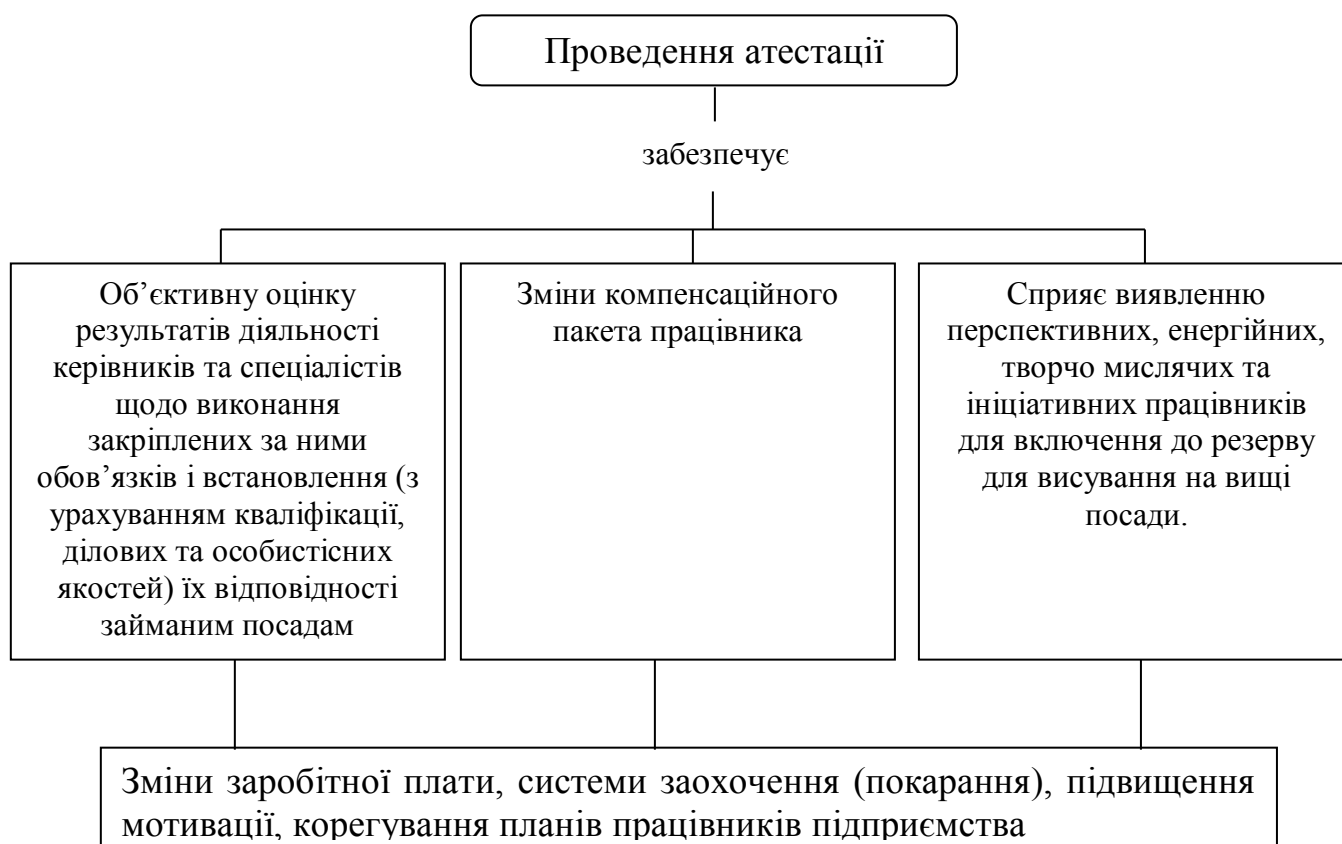 Проведення атестації
забезпечує
Об’єктивну оцінку
результатів діяльності
керівників та спеціалістів
щодо виконання
закріплених за ними
обов’язків і встановлення (з
урахуванням кваліфікації,
ділових та особистісних
якостей) їх відповідності
займаним посадам
Зміни компенсаційного
пакета працівника
Сприяє виявленню
перспективних, енергійних,
творчо мислячих та
ініціативних працівників
для включення до резерву
для висування на вищі
посади.
Зміни заробітної плати, системи заохочення (покарання), підвищення
мотивації, корегування планів працівників підприємства